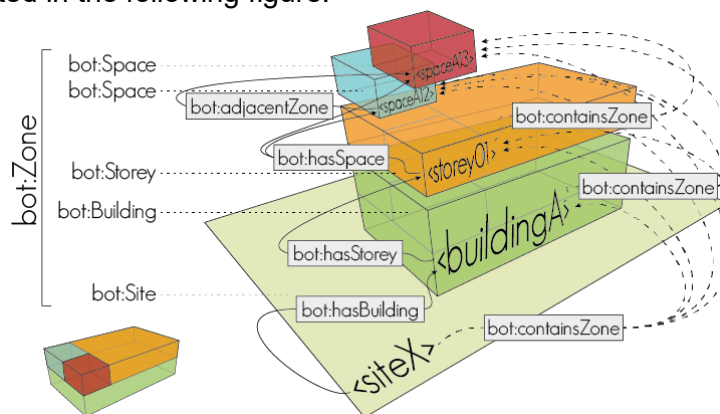 ted in the following figure.
bot:Zone
bot:Space
bot:Space
bot:Storey
bot:Building
bot:Site
<spaceA13>
<spaceA12>
bot:adjacentZone
bot:containsZone
bot:hasSpace
<storey01>
bot:containsZone
<buildingA>
bot:hasStorey
bot:hasBuilding
bot:containsZone
<siteX>